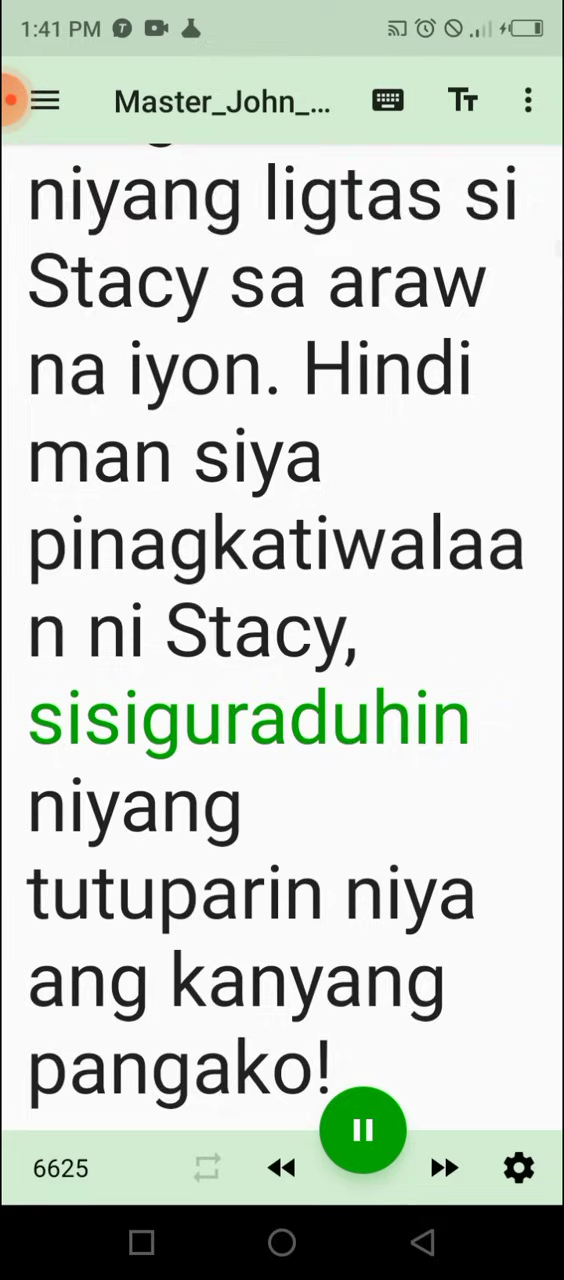 1:41 PM
Master_John_...
niyang ligtas si
Stacy sa araw
na iyon. Hindi
man siya
pinagkatiwalaa
n ni Stacy,
sisiguraduhin
niyang
tutuparin niya
ang kanyang
pangako!
6625